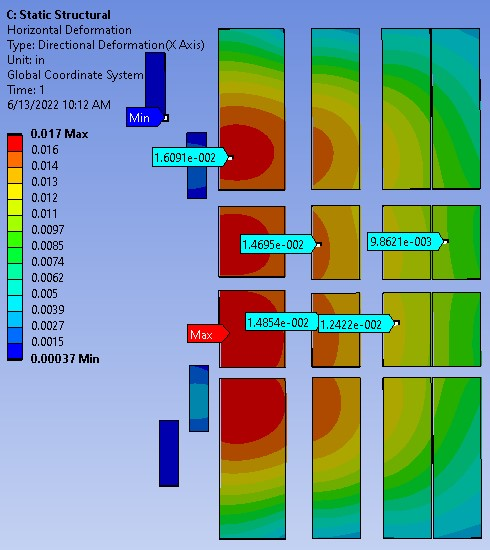 C: Static Structural
Horizontal Deformation
Type: Directional Deformation(X Axis)
Unit: in
Global Coordinate System
Time: 1
6/13/2022 10:12 AM
Min
0.017 Max
0.016
0.014
0.013
0.012
0.011
0.0097
0.0085
0.0074
0.0062
0.005
0.0039
0.0027
0.0015
0.00037 Min
1.6091e-002
1.4695e-002
9.8621e-003
Max
1.4854e-002
1.2422e-002